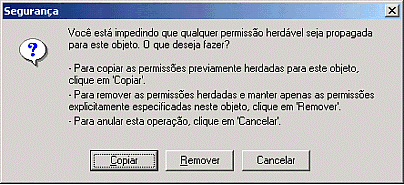 Segurança
Você está impedindo que qualquer permissão herdável seja propagada
para este objeto. O que deseja fazer?
- Para copiar as permissões previamente herdadas para este objeto,
clique em 'Copiar'.
- Para remover as permissões herdadas e manter apenas as permissões
explicitamente especificadas neste objeto, clique em 'Remover'.
- Para anular esta operação, clique em 'Cancelar'.
Copiar Remover Cancelar